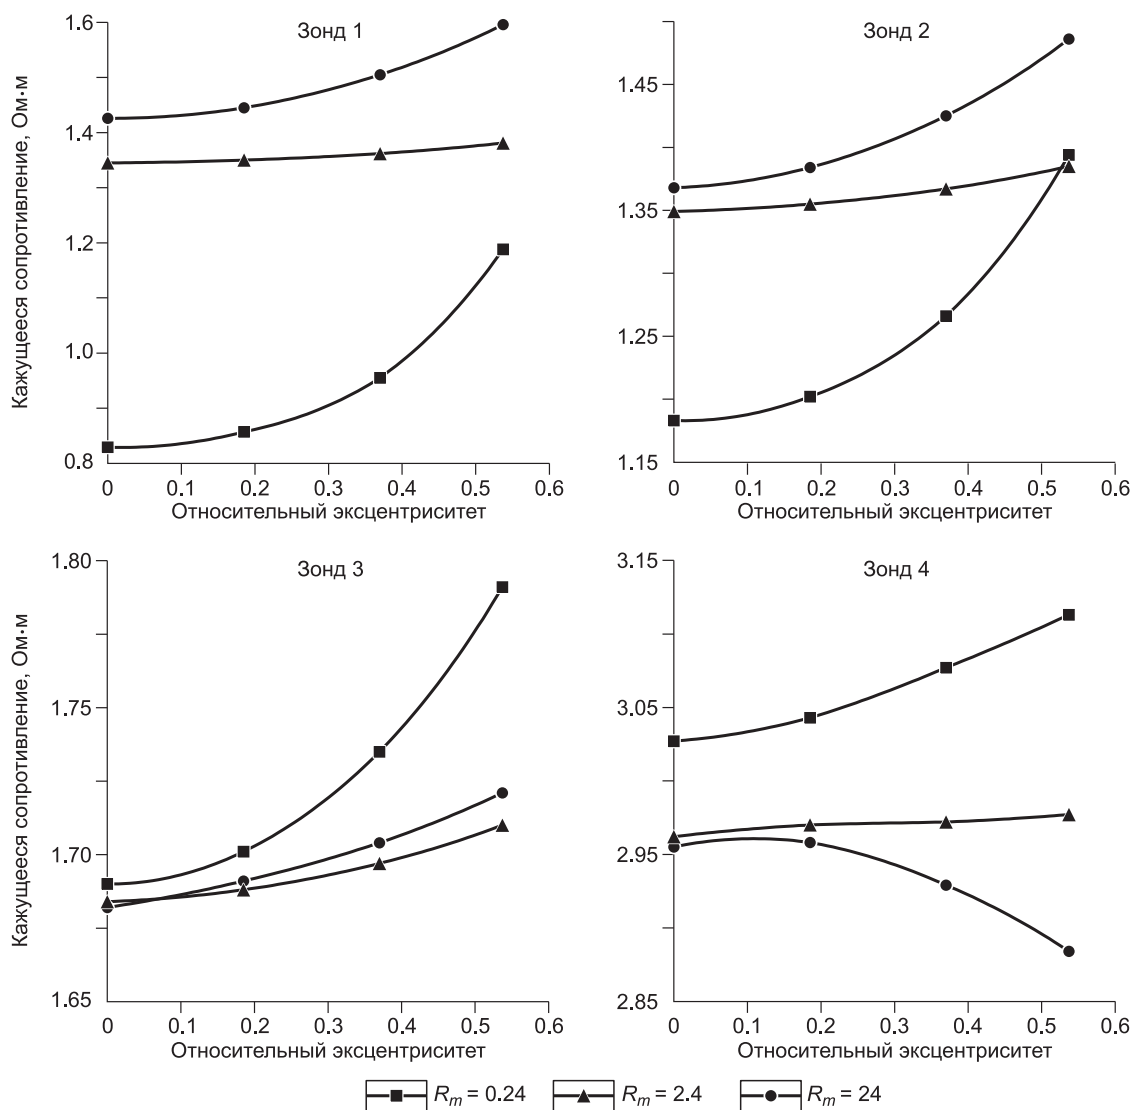 Зонд 1
Кажущееся сопротивление, Ом·м
1.6
1.4
1.2
1.0
0.8
0 0.1 0.2 0.3 0.4 0.5 0.6
Относительный эксцентриситет
Зонд 2
1.45
1.35
1.25
1.15
0 0.1 0.2 0.3 0.4 0.5 0.6
Относительный эксцентриситет
Зонд 3
Кажущееся сопротивление, Ом·м
1.80
1.75
1.70
1.65
0 0.1 0.2 0.3 0.4 0.5 0.6
Относительный эксцентриситет
Зонд 4
3.15
3.05
2.95
2.85
0 0.1 0.2 0.3 0.4 0.5 0.6
Относительный эксцентриситет
Rm = 0.24 Rm = 2.4 Rm = 24